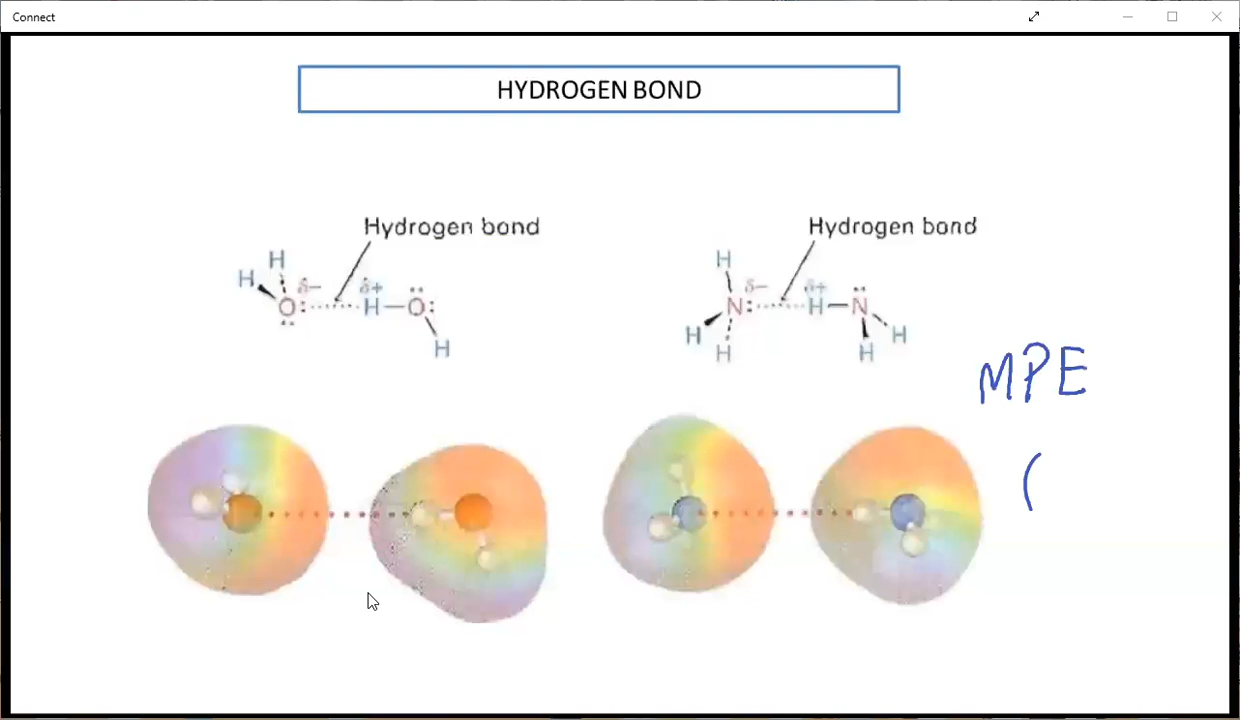 Connect
HYDROGEN BOND
Hydrogen bond
H
H
δ−
δ+
O:
H—O:
H
Hydrogen bond
H
δ−
δ+
N:
H—N
H
H
H
H
MPE
(